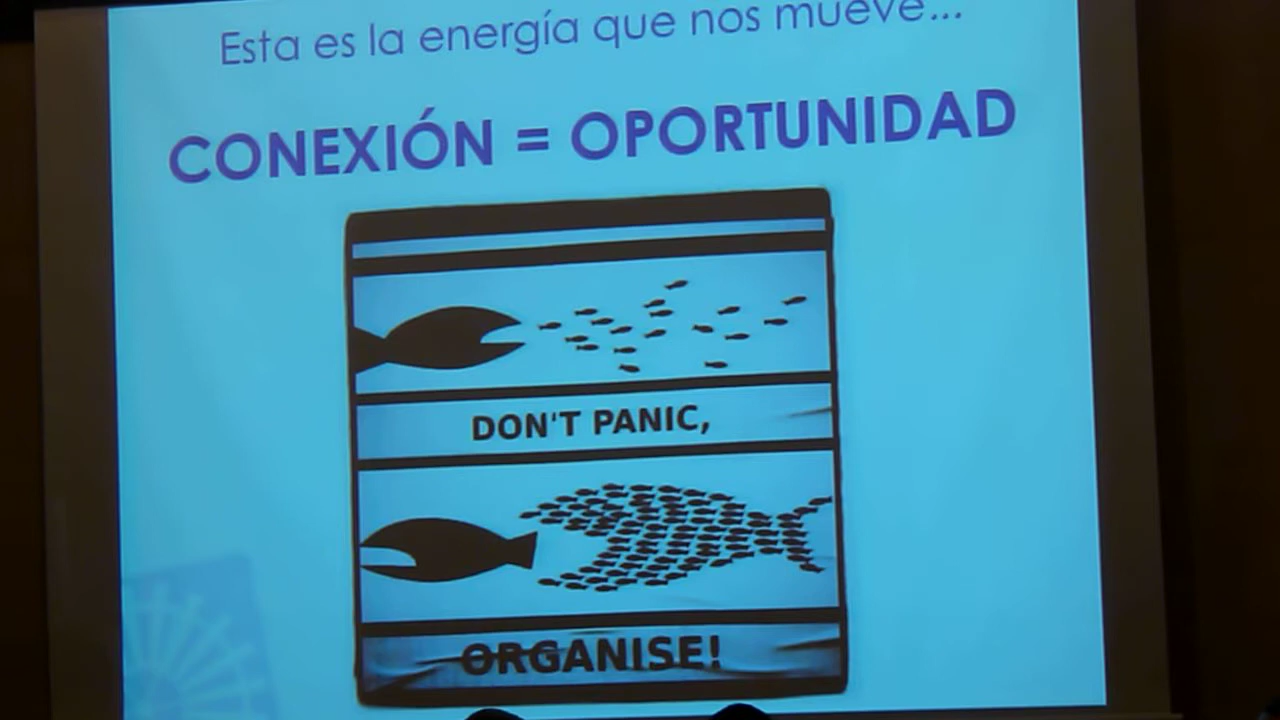 Esta es la energía que nos mueve...
CONEXIÓN = OPORTUNIDAD
DON'T PANIC,
ORGANISE!